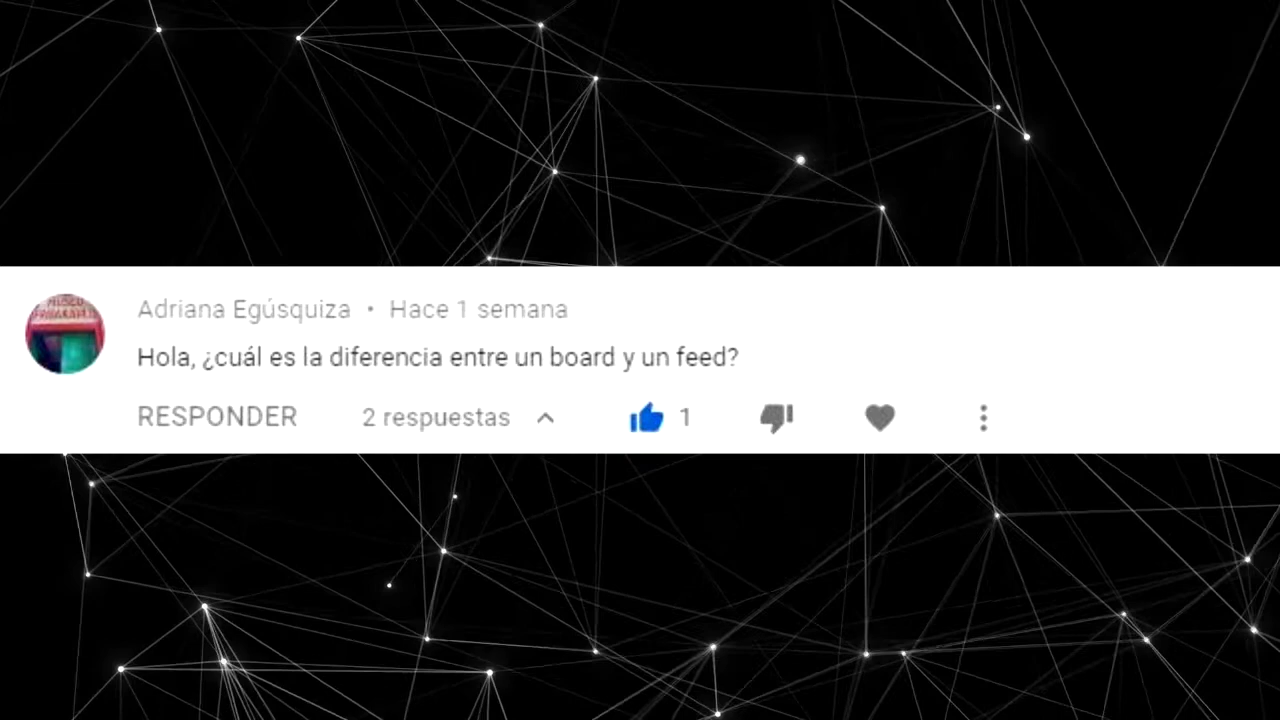 Adriana Egúsquiza • Hace 1 semana
Hola, ¿cuál es la diferencia entre un board y un feed?
RESPONDER 2 respuestas 1